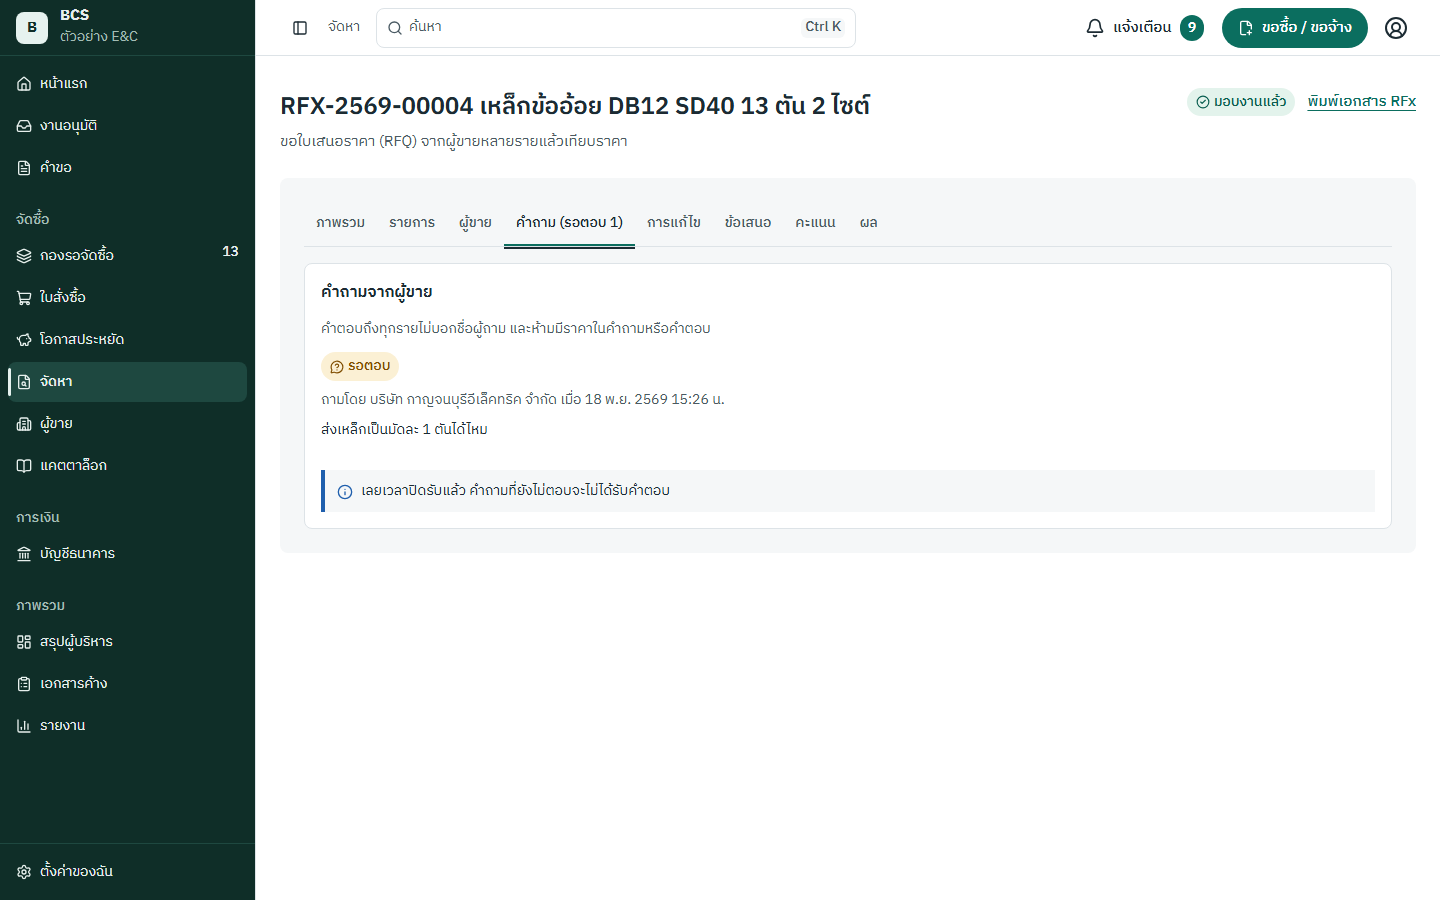 B
BCS
ตัวอย่าง E&C
จัดหา
ค้นหา
Ctrl K
แจ้งเตือน
9
ขอซื้อ / ขอจ้าง
หน้าแรก
งานอนุมัติ
คำขอ
จัดซื้อ
กองรอจัดซื้อ
13
ใบสั่งซื้อ
โอกาสประหยัด
จัดหา
ผู้ขาย
แคตตาล็อก
การเงิน
บัญชีธนาคาร
ภาพรวม
สรุปผู้บริหาร
เอกสารค้าง
รายงาน
ตั้งค่าของฉัน
RFX-2569-00004 เหล็กข้ออ้อย DB12 SD40 13 ตัน 2 ไซต์
มอบงานแล้ว
พิมพ์เอกสาร RFx
ขอใบเสนอราคา (RFQ) จากผู้ขายหลายรายแล้วเทียบราคา
ภาพรวม
รายการ
ผู้ขาย
คำถาม (รอตอบ 1)
การแก้ไข
ข้อเสนอ
คะแนน
ผล
คำถามจากผู้ขาย
คำตอบถึงทุกรายไม่บอกชื่อผู้ถาม และห้ามมีราคาในคำถามหรือคำตอบ
รอตอบ
ถามโดย บริษัท กาญจนบุรีอีเล็คทริค จำกัด เมื่อ 18 พ.ย. 2569 15:26 น.
ส่งเหล็กเป็นมัดละ 1 ตันได้ไหม
เลยเวลาปิดรับแล้ว คำถามที่ยังไม่ตอบจะไม่ได้รับคำตอบ